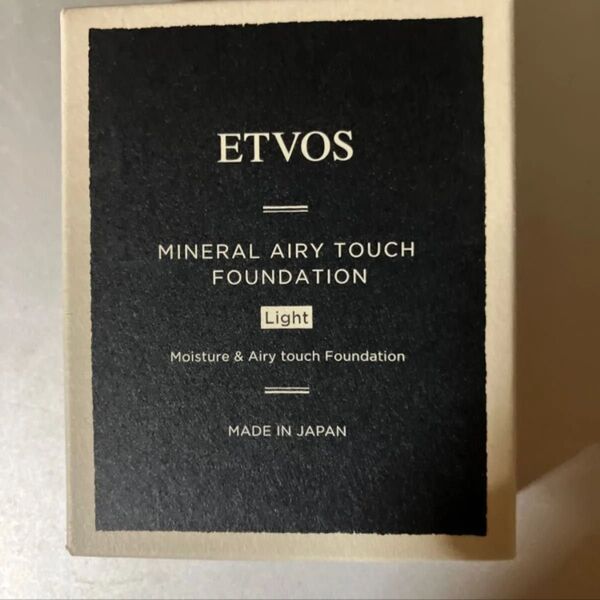 ETVOS
MINERAL AIRY TOUCH
FOUNDATION
Light
Moisture & Airy touch Foundation
MADE IN JAPAN